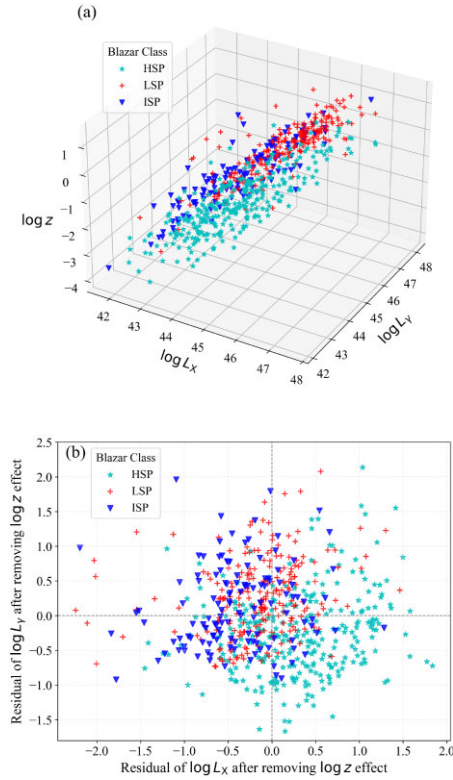 (a)
Blazar Class
HSP
LSP
ISP
1
0
−1
−2
−3
−4
log z
42
43
44
45
46
47
48
log L_X
42
43
44
45
46
47
48
log L_γ
(b)
Blazar Class
HSP
LSP
ISP
2.5
2.0
1.5
1.0
0.5
0.0
−0.5
−1.0
−1.5
Residual of log L_γ after removing log z effect
−2.0 −1.5 −1.0 −0.5 0.0 0.5 1.0 1.5 2.0
Residual of log L_X after removing log z effect